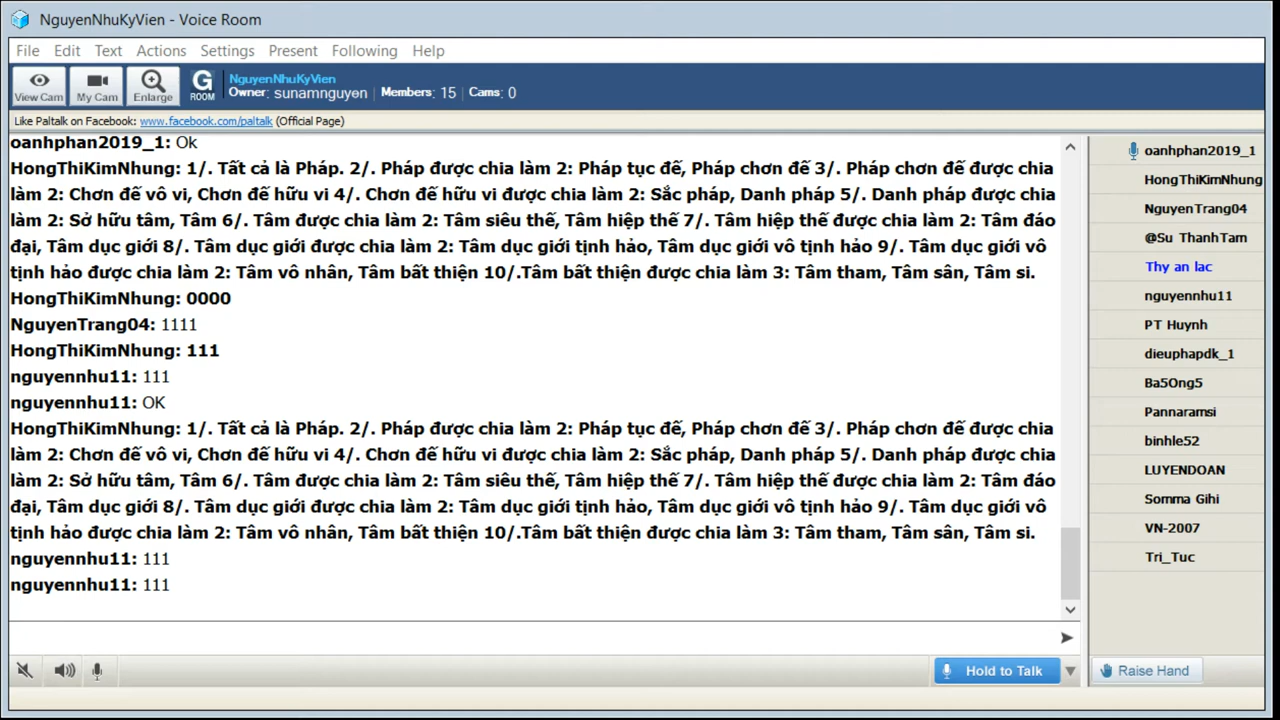 NguyenNhuKyVien - Voice Room
File Edit Text Actions Settings Present Following Help
View Cam
My Cam
Enlarge
G ROOM
NguyenNhuKyVien
Owner: sunamnguyen | Members: 15 | Cams: 0
Like Paltalk on Facebook: www.facebook.com/paltalk (Official Page)
oanhphan2019_1: Ok
HongThiKimNhung: 1/. Tất cả là Pháp. 2/. Pháp được chia làm 2: Pháp tục đế, Pháp chơn đế 3/. Pháp chơn đế được chia
làm 2: Chơn đế vô vi, Chơn đế hữu vi 4/. Chơn đế hữu vi được chia làm 2: Sắc pháp, Danh pháp 5/. Danh pháp được chia
làm 2: Sở hữu tâm, Tâm 6/. Tâm được chia làm 2: Tâm siêu thế, Tâm hiệp thế 7/. Tâm hiệp thế được chia làm 2: Tâm đáo
đại, Tâm dục giới 8/. Tâm dục giới được chia làm 2: Tâm dục giới tịnh hảo, Tâm dục giới vô tịnh hảo 9/. Tâm dục giới vô
tịnh hảo được chia làm 2: Tâm vô nhân, Tâm bất thiện 10/.Tâm bất thiện được chia làm 3: Tâm tham, Tâm sân, Tâm si.
HongThiKimNhung: 0000
NguyenTrang04: 1111
HongThiKimNhung: 111
nguyennhu11: 111
nguyennhu11: OK
HongThiKimNhung: 1/. Tất cả là Pháp. 2/. Pháp được chia làm 2: Pháp tục đế, Pháp chơn đế 3/. Pháp chơn đế được chia
làm 2: Chơn đế vô vi, Chơn đế hữu vi 4/. Chơn đế hữu vi được chia làm 2: Sắc pháp, Danh pháp 5/. Danh pháp được chia
làm 2: Sở hữu tâm, Tâm 6/. Tâm được chia làm 2: Tâm siêu thế, Tâm hiệp thế 7/. Tâm hiệp thế được chia làm 2: Tâm đáo
đại, Tâm dục giới 8/. Tâm dục giới được chia làm 2: Tâm dục giới tịnh hảo, Tâm dục giới vô tịnh hảo 9/. Tâm dục giới vô
tịnh hảo được chia làm 2: Tâm vô nhân, Tâm bất thiện 10/.Tâm bất thiện được chia làm 3: Tâm tham, Tâm sân, Tâm si.
nguyennhu11: 111
nguyennhu11: 111
oanhphan2019_1
HongThiKimNhung
NguyenTrang04
@Su ThanhTam
Thy an lac
nguyennhu11
PT Huynh
dieuphapdk_1
Ba5Ong5
Pannaramsi
binhle52
LUYENDOAN
Somma Gihi
VN-2007
Tri_Tuc
Hold to Talk
Raise Hand